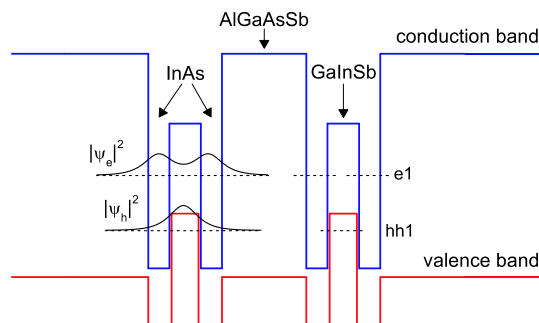 AlGaAsSb
conduction band
InAs
GaInSb
|ψe|²
e1
|ψh|²
hh1
valence band